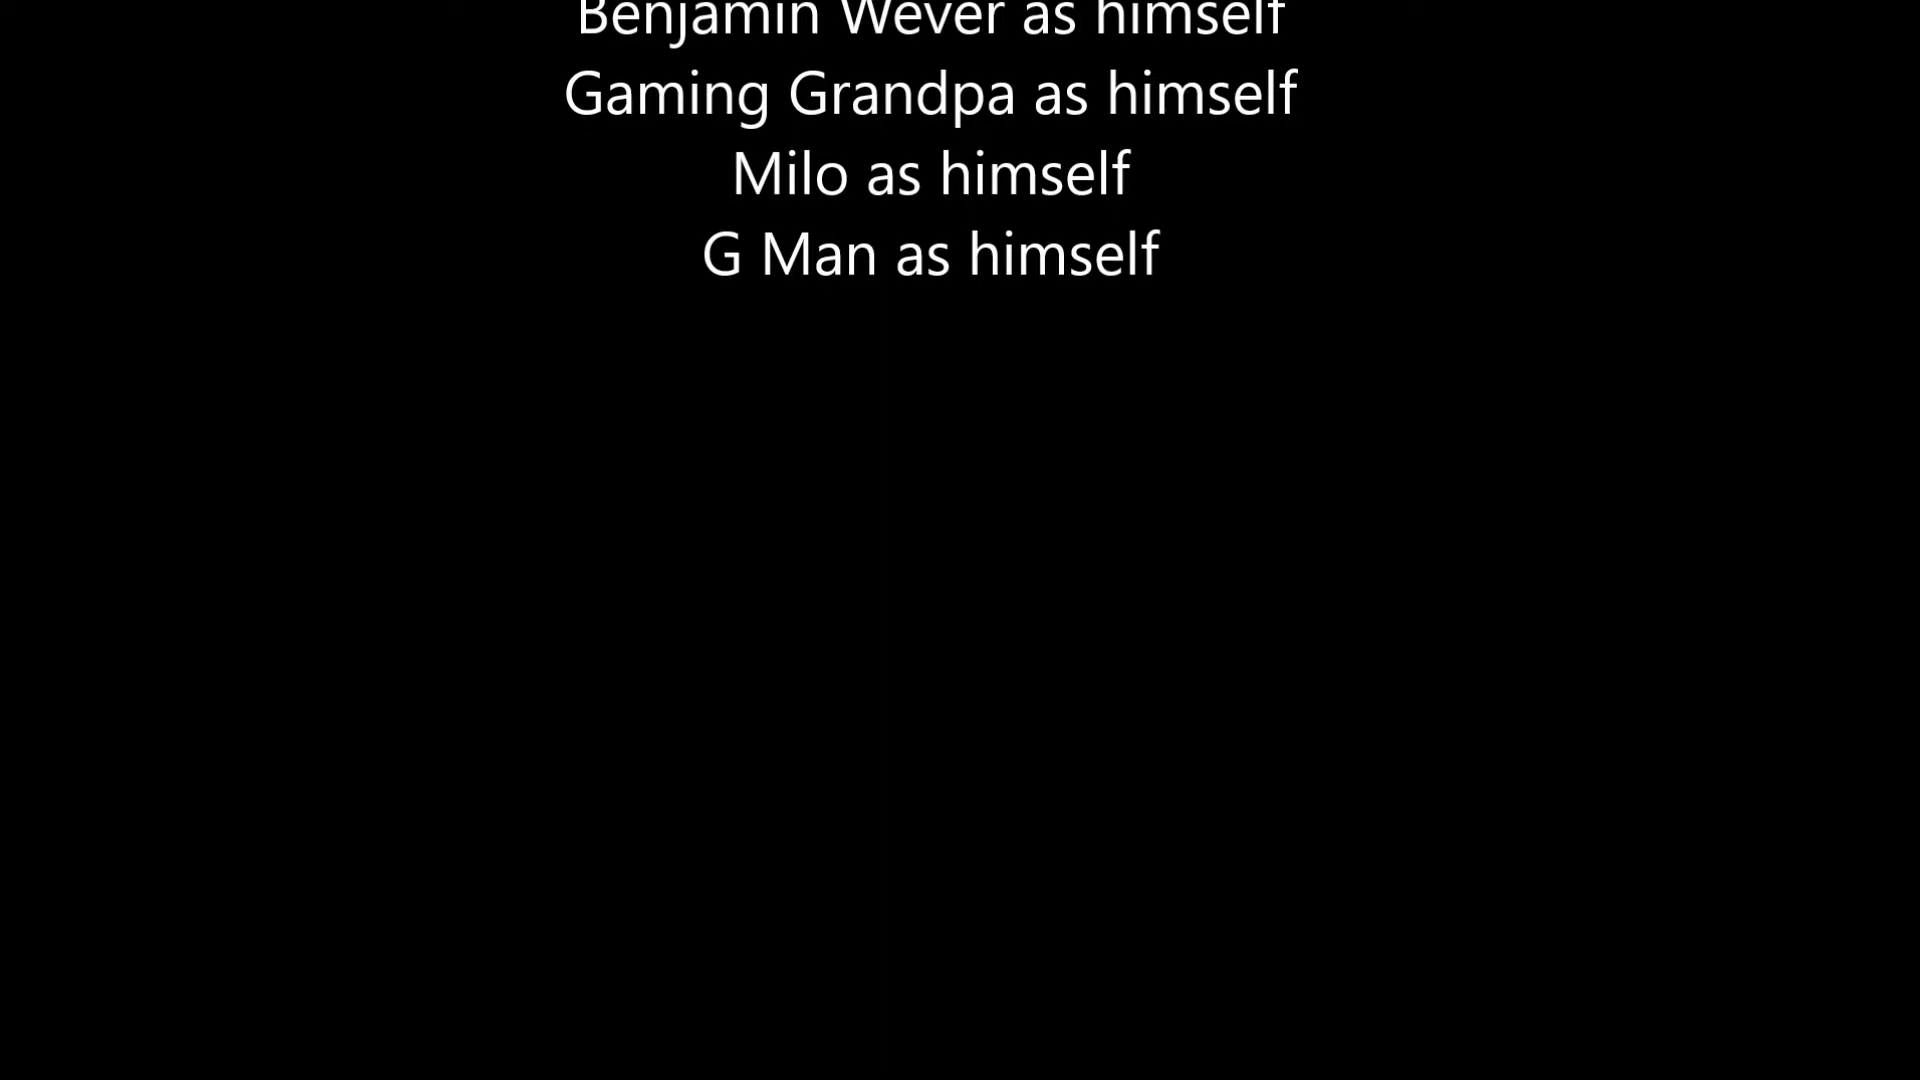 Benjamin Wever as himself
Gaming Grandpa as himself
Milo as himself
G Man as himself